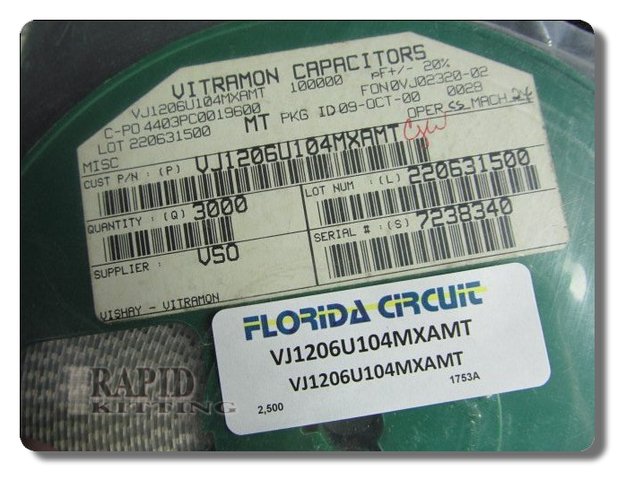 VITRAMON CAPACITORS
VJ1206U104MXAMT 100000 pF+/- 20%
C-PO 4403PC0019600 FON0VJ02320-02
LOT 220631500 MT PKG ID 09-OCT-00 0028
MISC OPER SS MACH 24
CUST P/N : (P) VJ1206U104MXAMT GW
QUANTITY : (Q) 3000
LOT NUM : (L) 220631500
SUPPLIER : VSO
SERIAL # : (S) 7238340
VISHAY - VITRAMON
FLORIDA CIRCUIT
VJ1206U104MXAMT
VJ1206U104MXAMT
2,500 1753A
RAPID
KITTING